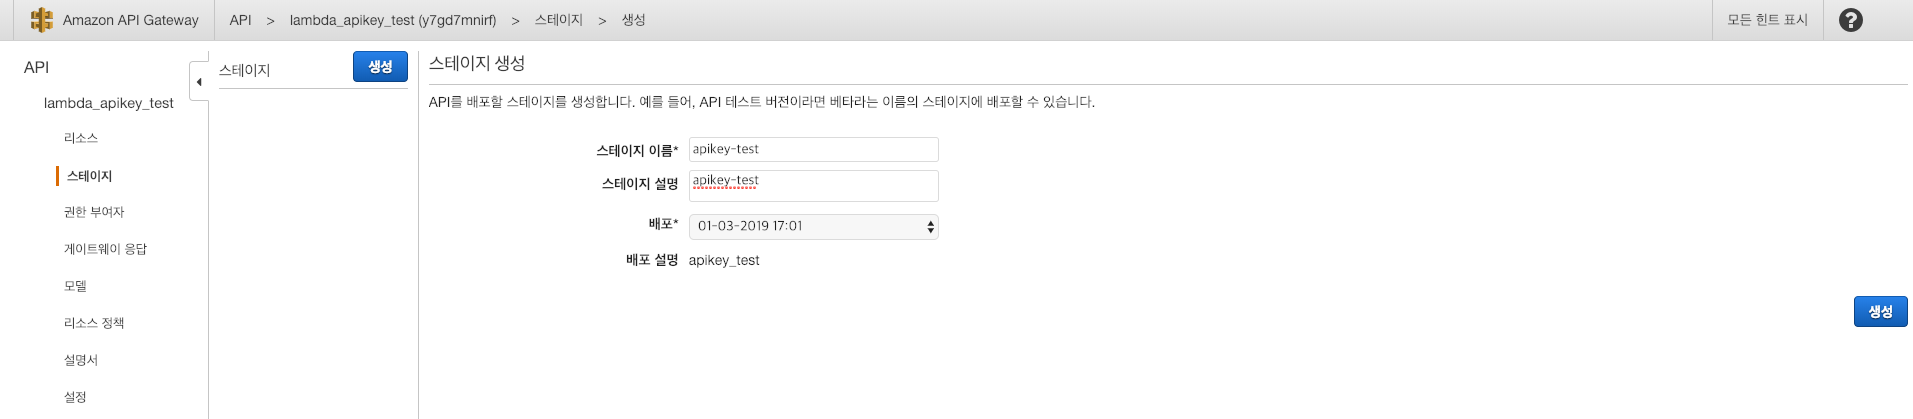 Amazon API Gateway
API > lambda_apikey_test (y7gd7mnirf) > 스테이지 > 생성
모든 힌트 표시
?
API
lambda_apikey_test
리소스
스테이지
권한 부여자
게이트웨이 응답
모델
리소스 정책
설명서
설정
스테이지
생성
스테이지 생성
API를 배포할 스테이지를 생성합니다. 예를 들어, API 테스트 버전이라면 베타라는 이름의 스테이지에 배포할 수 있습니다.
스테이지 이름* apikey-test
스테이지 설명 apikey-test
배포* 01-03-2019 17:01
배포 설명 apikey_test
생성